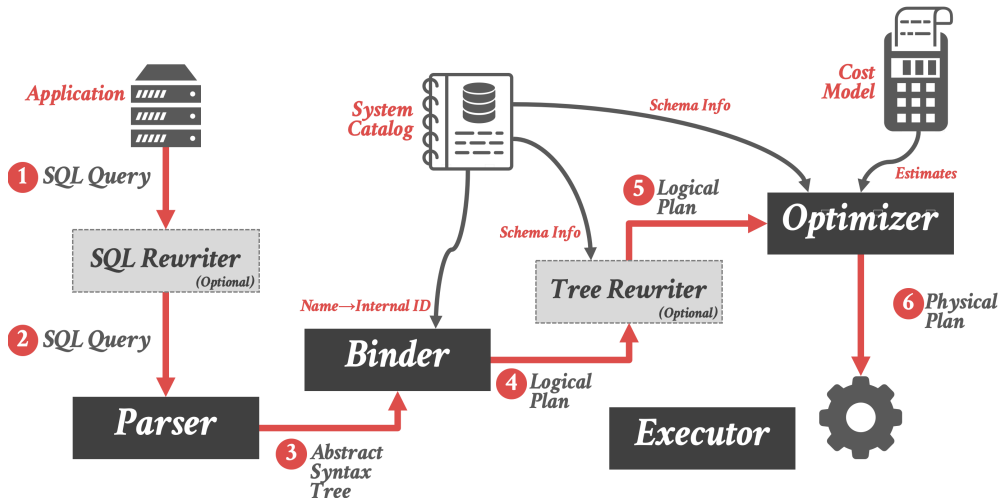 Application
1 SQL Query
SQL Rewriter
(Optional)
2 SQL Query
Parser
3 Abstract
Syntax
Tree
System
Catalog
Name→Internal ID
Binder
4 Logical
Plan
Schema Info
Tree Rewriter
(Optional)
5 Logical
Plan
Schema Info
Cost
Model
Estimates
Optimizer
6 Physical
Plan
Executor